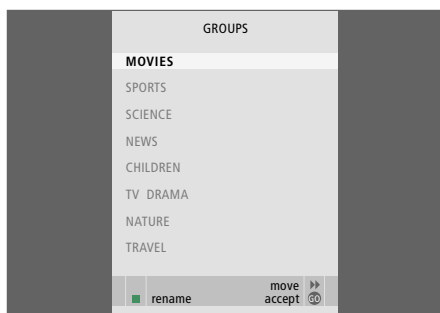 GROUPS
MOVIES
SPORTS
SCIENCE
NEWS
CHILDREN
TV DRAMA
NATURE
TRAVEL
move
rename accept GO